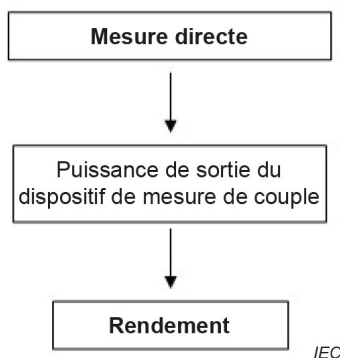 Mesure directe
Puissance de sortie du
dispositif de mesure de couple
Rendement
IEC